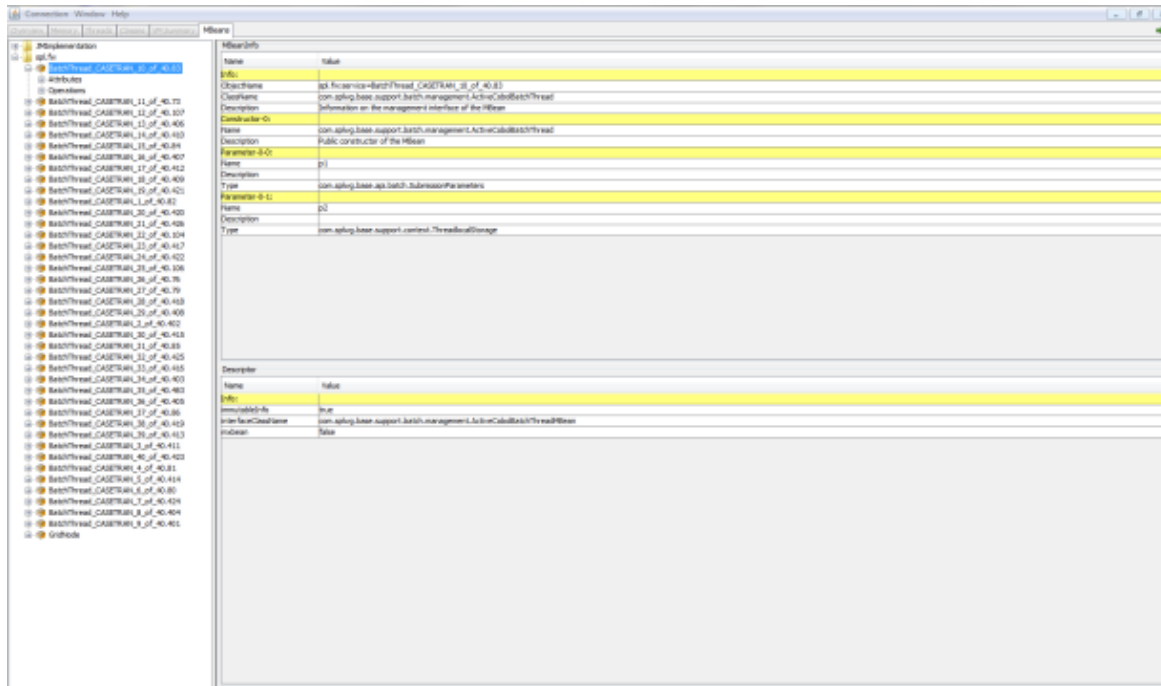 Connection Window Help
Overview Memory Threads Classes VM Summary MBeans
JMImplementation
spl.fw
BatchThread_CASETRAN_10_of_40.83
Attributes
Operations
BatchThread_CASETRAN_11_of_40.73
BatchThread_CASETRAN_12_of_40.107
BatchThread_CASETRAN_13_of_40.406
BatchThread_CASETRAN_14_of_40.410
BatchThread_CASETRAN_15_of_40.84
BatchThread_CASETRAN_16_of_40.407
BatchThread_CASETRAN_17_of_40.412
BatchThread_CASETRAN_18_of_40.409
BatchThread_CASETRAN_19_of_40.421
BatchThread_CASETRAN_1_of_40.82
BatchThread_CASETRAN_20_of_40.420
BatchThread_CASETRAN_21_of_40.426
BatchThread_CASETRAN_22_of_40.104
BatchThread_CASETRAN_23_of_40.417
BatchThread_CASETRAN_24_of_40.422
BatchThread_CASETRAN_25_of_40.106
BatchThread_CASETRAN_26_of_40.76
BatchThread_CASETRAN_27_of_40.79
BatchThread_CASETRAN_28_of_40.418
BatchThread_CASETRAN_29_of_40.408
BatchThread_CASETRAN_2_of_40.402
BatchThread_CASETRAN_30_of_40.415
BatchThread_CASETRAN_31_of_40.85
BatchThread_CASETRAN_32_of_40.425
BatchThread_CASETRAN_33_of_40.416
BatchThread_CASETRAN_34_of_40.403
BatchThread_CASETRAN_35_of_40.483
BatchThread_CASETRAN_36_of_40.405
BatchThread_CASETRAN_37_of_40.86
BatchThread_CASETRAN_38_of_40.419
BatchThread_CASETRAN_39_of_40.413
BatchThread_CASETRAN_3_of_40.411
BatchThread_CASETRAN_40_of_40.423
BatchThread_CASETRAN_4_of_40.81
BatchThread_CASETRAN_5_of_40.414
BatchThread_CASETRAN_6_of_40.80
BatchThread_CASETRAN_7_of_40.424
BatchThread_CASETRAN_8_of_40.404
BatchThread_CASETRAN_9_of_40.401
GridNode
MBeanInfo
Name Value
Info:
ObjectName spl.fw:service=BatchThread_CASETRAN_10_of_40.83
ClassName com.splwg.base.support.batch.management.ActiveCobolBatchThread
Description Information on the management interface of the MBean
Constructor-0:
Name com.splwg.base.support.batch.management.ActiveCobolBatchThread
Description Public constructor of the MBean
Parameter-0-0:
Name p1
Description
Type com.splwg.base.api.batch.SubmissionParameters
Parameter-0-1:
Name p2
Description
Type com.splwg.base.support.context.ThreadlocalStorage
Descriptor
Name Value
Info:
immutableInfo true
interfaceClassName com.splwg.base.support.batch.management.ActiveCobolBatchThreadMBean
mxbean false